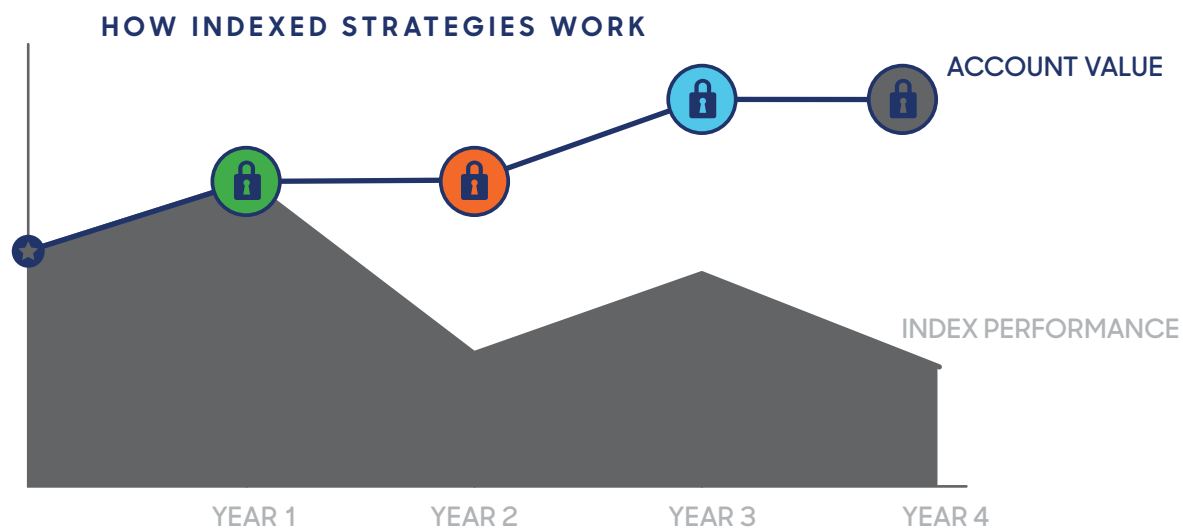 HOW INDEXED STRATEGIES WORK
ACCOUNT VALUE
INDEX PERFORMANCE
YEAR 1
YEAR 2
YEAR 3
YEAR 4